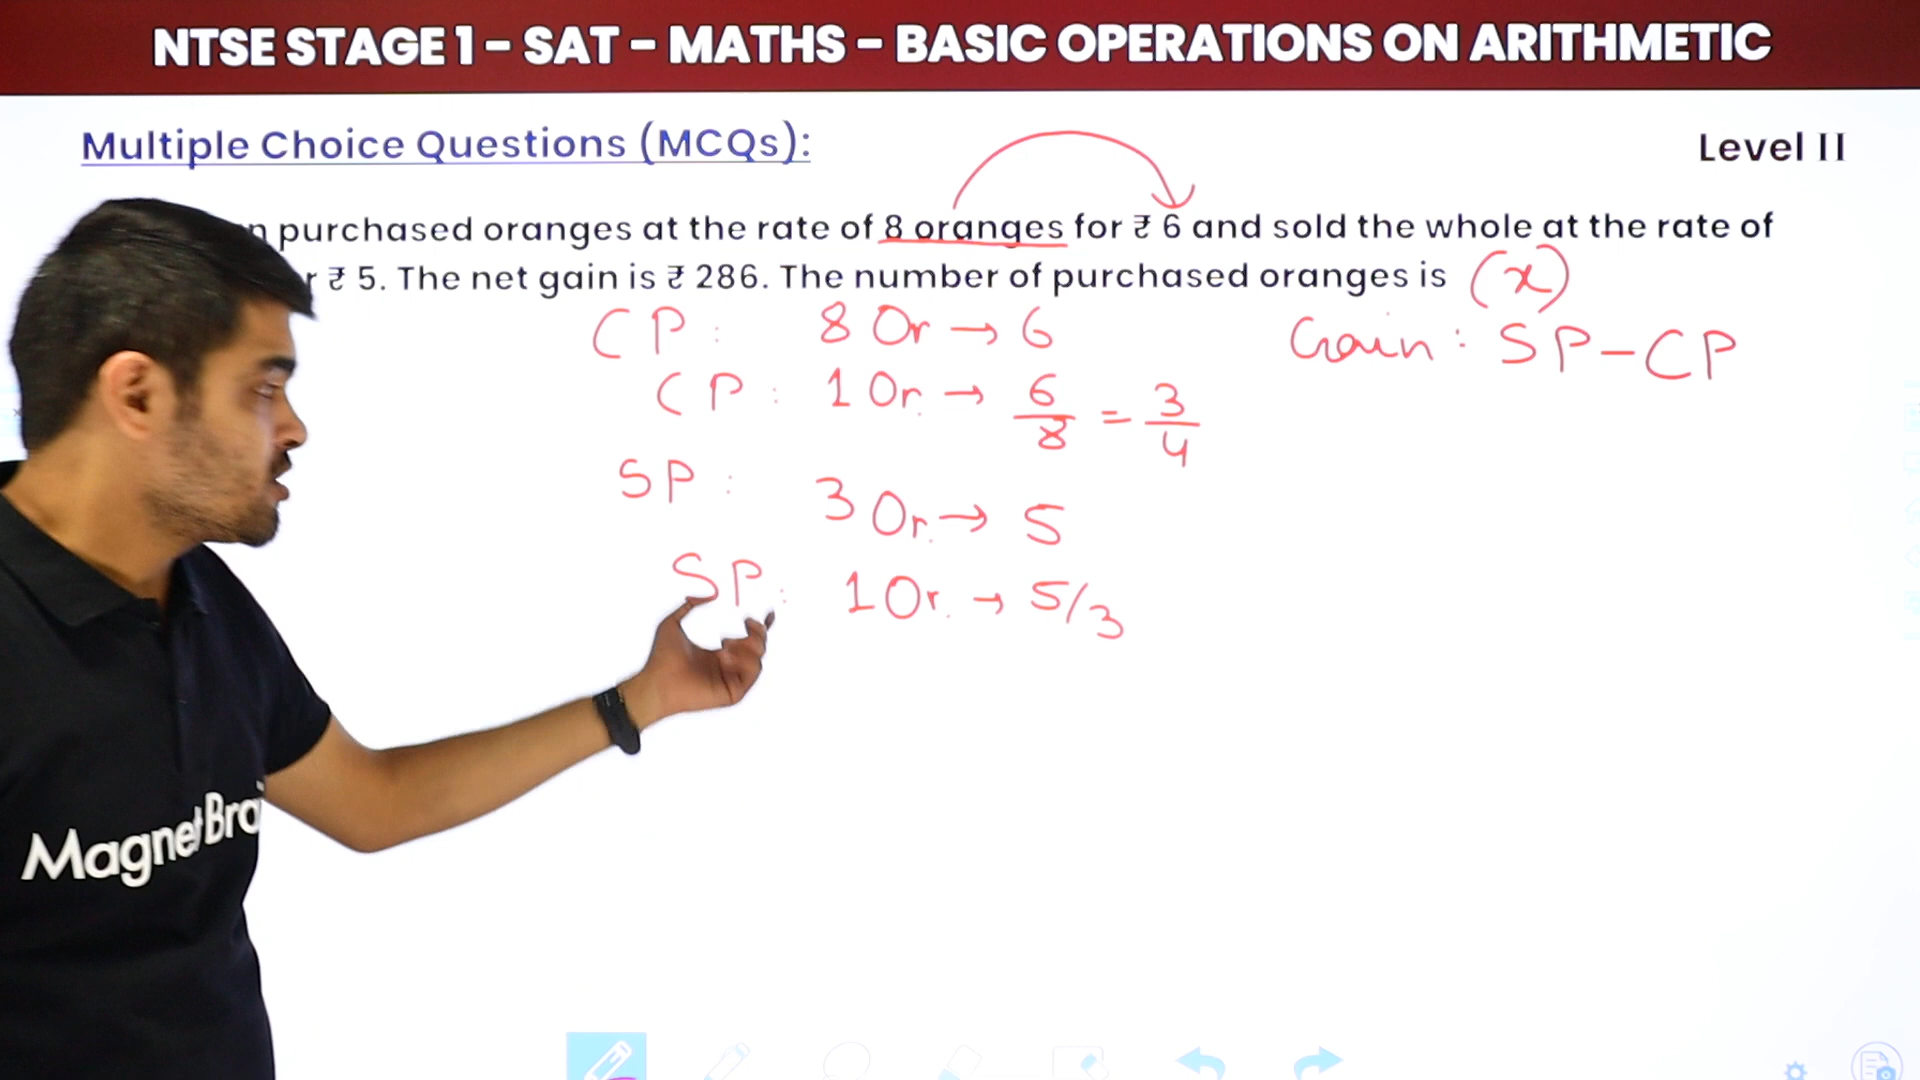 NTSE STAGE 1 – SAT – MATHS – BASIC OPERATIONS ON ARITHMETIC
Multiple Choice Questions (MCQs):
Level II
purchased oranges at the rate of 8 oranges for ₹ 6 and sold the whole at the rate of
₹ 5. The net gain is ₹ 286. The number of purchased oranges is (x)
CP: 8 Or → 6
Gain: SP – CP
CP: 1 Or. → 6/8 = 3/4
SP: 3 Or. → 5
SP: 1 Or. → 5/3
Magnet Bra